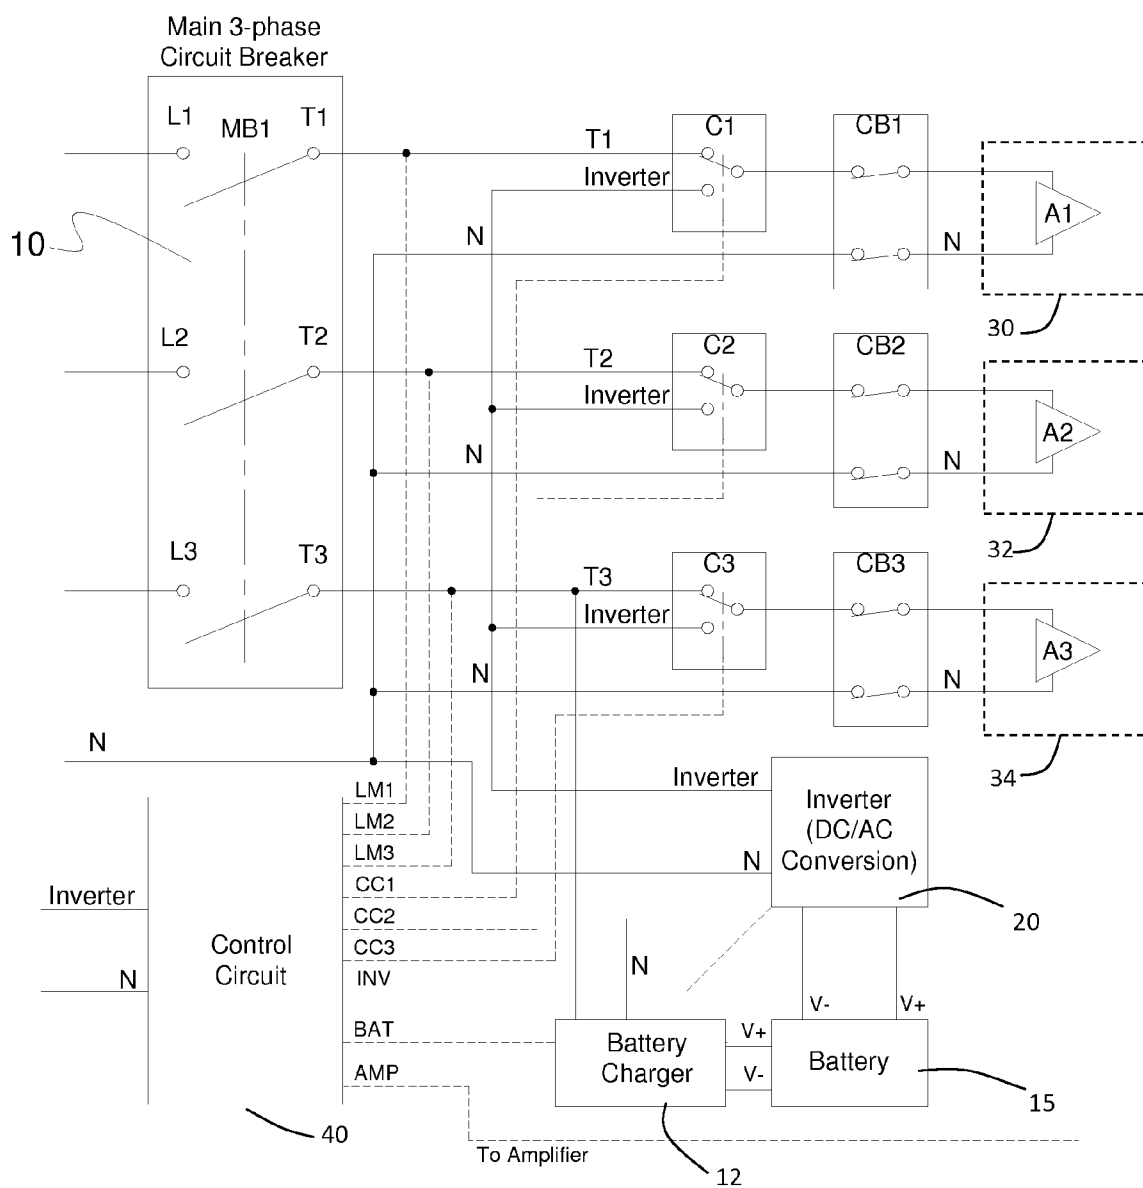 Main 3-phase
Circuit Breaker
L1
MB1
T1
10
L2
T2
L3
T3
N
T1
Inverter
C1
CB1
N
N
A1
30
T2
Inverter
C2
CB2
N
N
A2
32
T3
Inverter
C3
CB3
N
N
A3
34
LM1
LM2
LM3
CC1
CC2
CC3
INV
BAT
AMP
Inverter
N
Control
Circuit
40
Inverter
N
Inverter
(DC/AC
Conversion)
20
N
V-
V+
Battery
Charger
V+
V-
Battery
15
12
To Amplifier